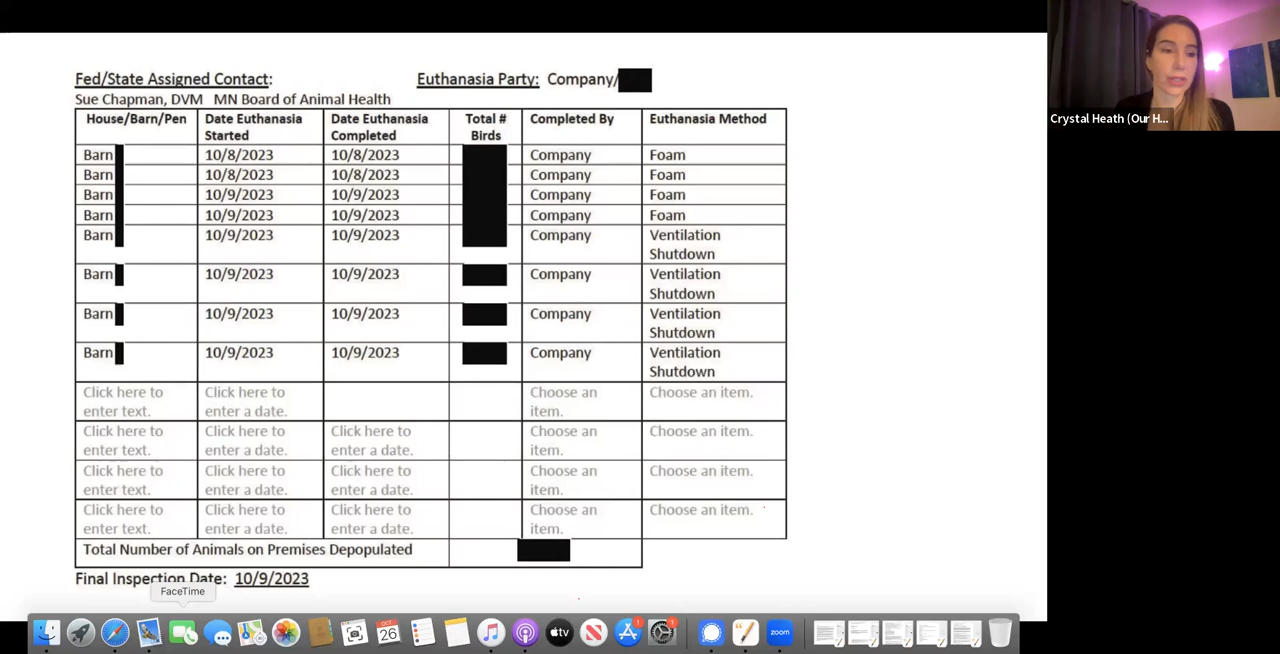 Fed/State Assigned Contact:
Euthanasia Party: Company/
Sue Chapman, DVM MN Board of Animal Health
House/Barn/Pen Date Euthanasia Started Date Euthanasia Completed Total # Birds Completed By Euthanasia Method
Barn 10/8/2023 10/8/2023 Company Foam
Barn 10/8/2023 10/8/2023 Company Foam
Barn 10/9/2023 10/9/2023 Company Foam
Barn 10/9/2023 10/9/2023 Company Foam
Barn 10/9/2023 10/9/2023 Company Ventilation Shutdown
Barn 10/9/2023 10/9/2023 Company Ventilation Shutdown
Barn 10/9/2023 10/9/2023 Company Ventilation Shutdown
Barn 10/9/2023 10/9/2023 Company Ventilation Shutdown
Click here to enter text. Click here to enter a date. Choose an item. Choose an item.
Click here to enter text. Click here to enter a date. Click here to enter a date. Choose an item. Choose an item.
Click here to enter text. Click here to enter a date. Click here to enter a date. Choose an item. Choose an item.
Click here to enter text. Click here to enter a date. Click here to enter a date. Choose an item. Choose an item.
Total Number of Animals on Premises Depopulated
Final Inspection Date: 10/9/2023
FaceTime
Crystal Heath (Our H...
OCT
26
tv
1
1
zoom